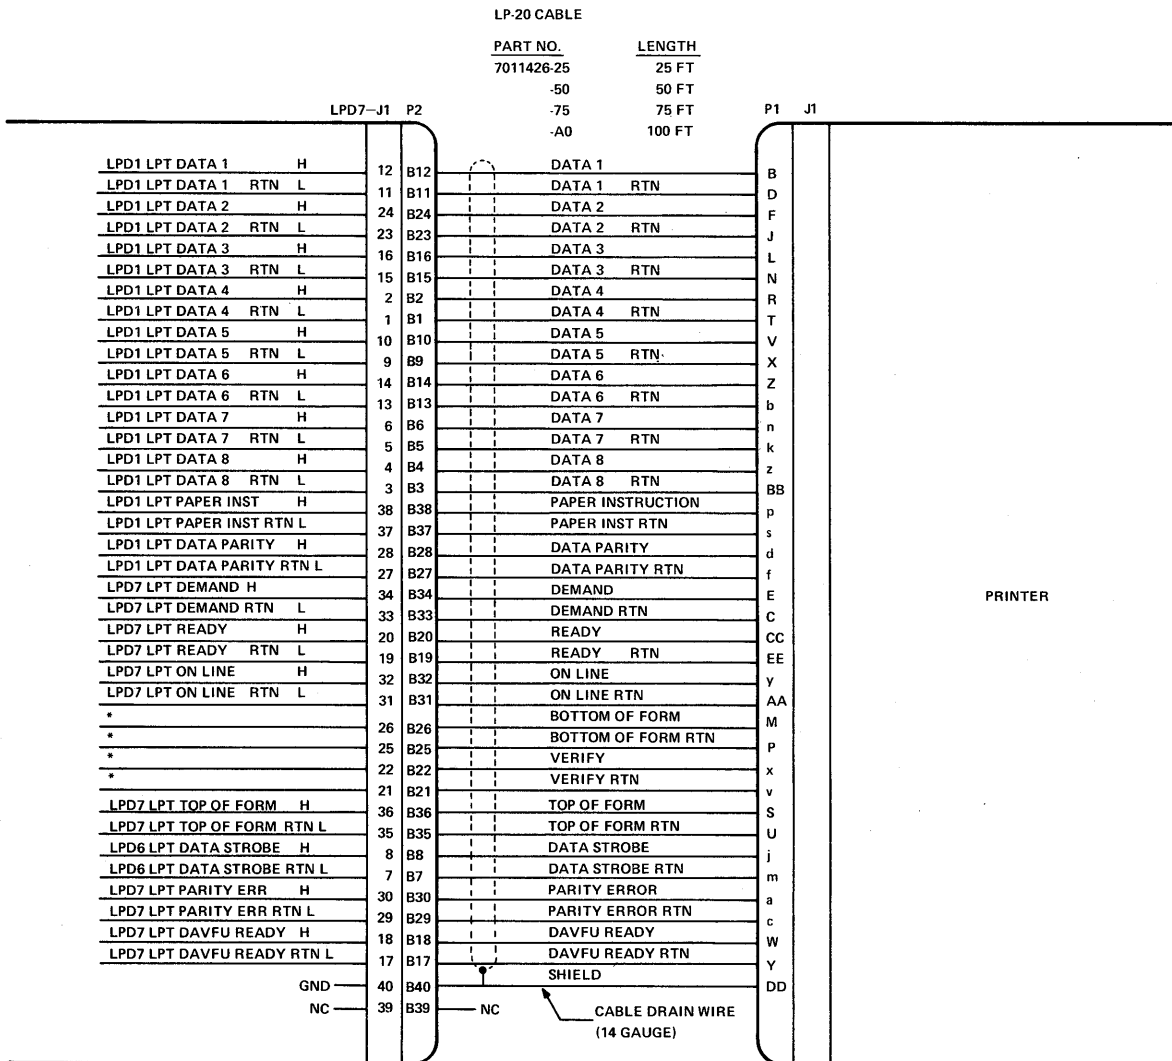 LP-20 CABLE
PART NO. LENGTH
7011426-25 25 FT
-50 50 FT
-75 75 FT
-A0 100 FT
LPD7-J1 P2 P1 J1
LPD1 LPT DATA 1 H 12 B12 DATA 1 B
LPD1 LPT DATA 1 RTN L 11 B11 DATA 1 RTN D
LPD1 LPT DATA 2 H 24 B24 DATA 2 F
LPD1 LPT DATA 2 RTN L 23 B23 DATA 2 RTN J
LPD1 LPT DATA 3 H 16 B16 DATA 3 L
LPD1 LPT DATA 3 RTN L 15 B15 DATA 3 RTN N
LPD1 LPT DATA 4 H 2 B2 DATA 4 R
LPD1 LPT DATA 4 RTN L 1 B1 DATA 4 RTN T
LPD1 LPT DATA 5 H 10 B10 DATA 5 V
LPD1 LPT DATA 5 RTN L 9 B9 DATA 5 RTN X
LPD1 LPT DATA 6 H 14 B14 DATA 6 Z
LPD1 LPT DATA 6 RTN L 13 B13 DATA 6 RTN b
LPD1 LPT DATA 7 H 6 B6 DATA 7 n
LPD1 LPT DATA 7 RTN L 5 B5 DATA 7 RTN k
LPD1 LPT DATA 8 H 4 B4 DATA 8 z
LPD1 LPT DATA 8 RTN L 3 B3 DATA 8 RTN BB
LPD1 LPT PAPER INST H 38 B38 PAPER INSTRUCTION p
LPD1 LPT PAPER INST RTN L 37 B37 PAPER INST RTN s
LPD1 LPT DATA PARITY H 28 B28 DATA PARITY d
LPD1 LPT DATA PARITY RTN L 27 B27 DATA PARITY RTN f
LPD7 LPT DEMAND H 34 B34 DEMAND E
PRINTER
LPD7 LPT DEMAND RTN L 33 B33 DEMAND RTN C
LPD7 LPT READY H 20 B20 READY CC
LPD7 LPT READY RTN L 19 B19 READY RTN EE
LPD7 LPT ON LINE H 32 B32 ON LINE y
LPD7 LPT ON LINE RTN L 31 B31 ON LINE RTN AA
* 26 B26 BOTTOM OF FORM M
* 25 B25 BOTTOM OF FORM RTN P
* 22 B22 VERIFY x
* 21 B21 VERIFY RTN v
LPD7 LPT TOP OF FORM H 36 B36 TOP OF FORM S
LPD7 LPT TOP OF FORM RTN L 35 B35 TOP OF FORM RTN U
LPD6 LPT DATA STROBE H 8 B8 DATA STROBE j
LPD6 LPT DATA STROBE RTN L 7 B7 DATA STROBE RTN m
LPD7 LPT PARITY ERR H 30 B30 PARITY ERROR a
LPD7 LPT PARITY ERR RTN L 29 B29 PARITY ERROR RTN c
LPD7 LPT DAVFU READY H 18 B18 DAVFU READY W
LPD7 LPT DAVFU READY RTN L 17 B17 DAVFU READY RTN Y
GND 40 B40 SHIELD DD
NC 39 B39 NC
CABLE DRAIN WIRE
(14 GAUGE)